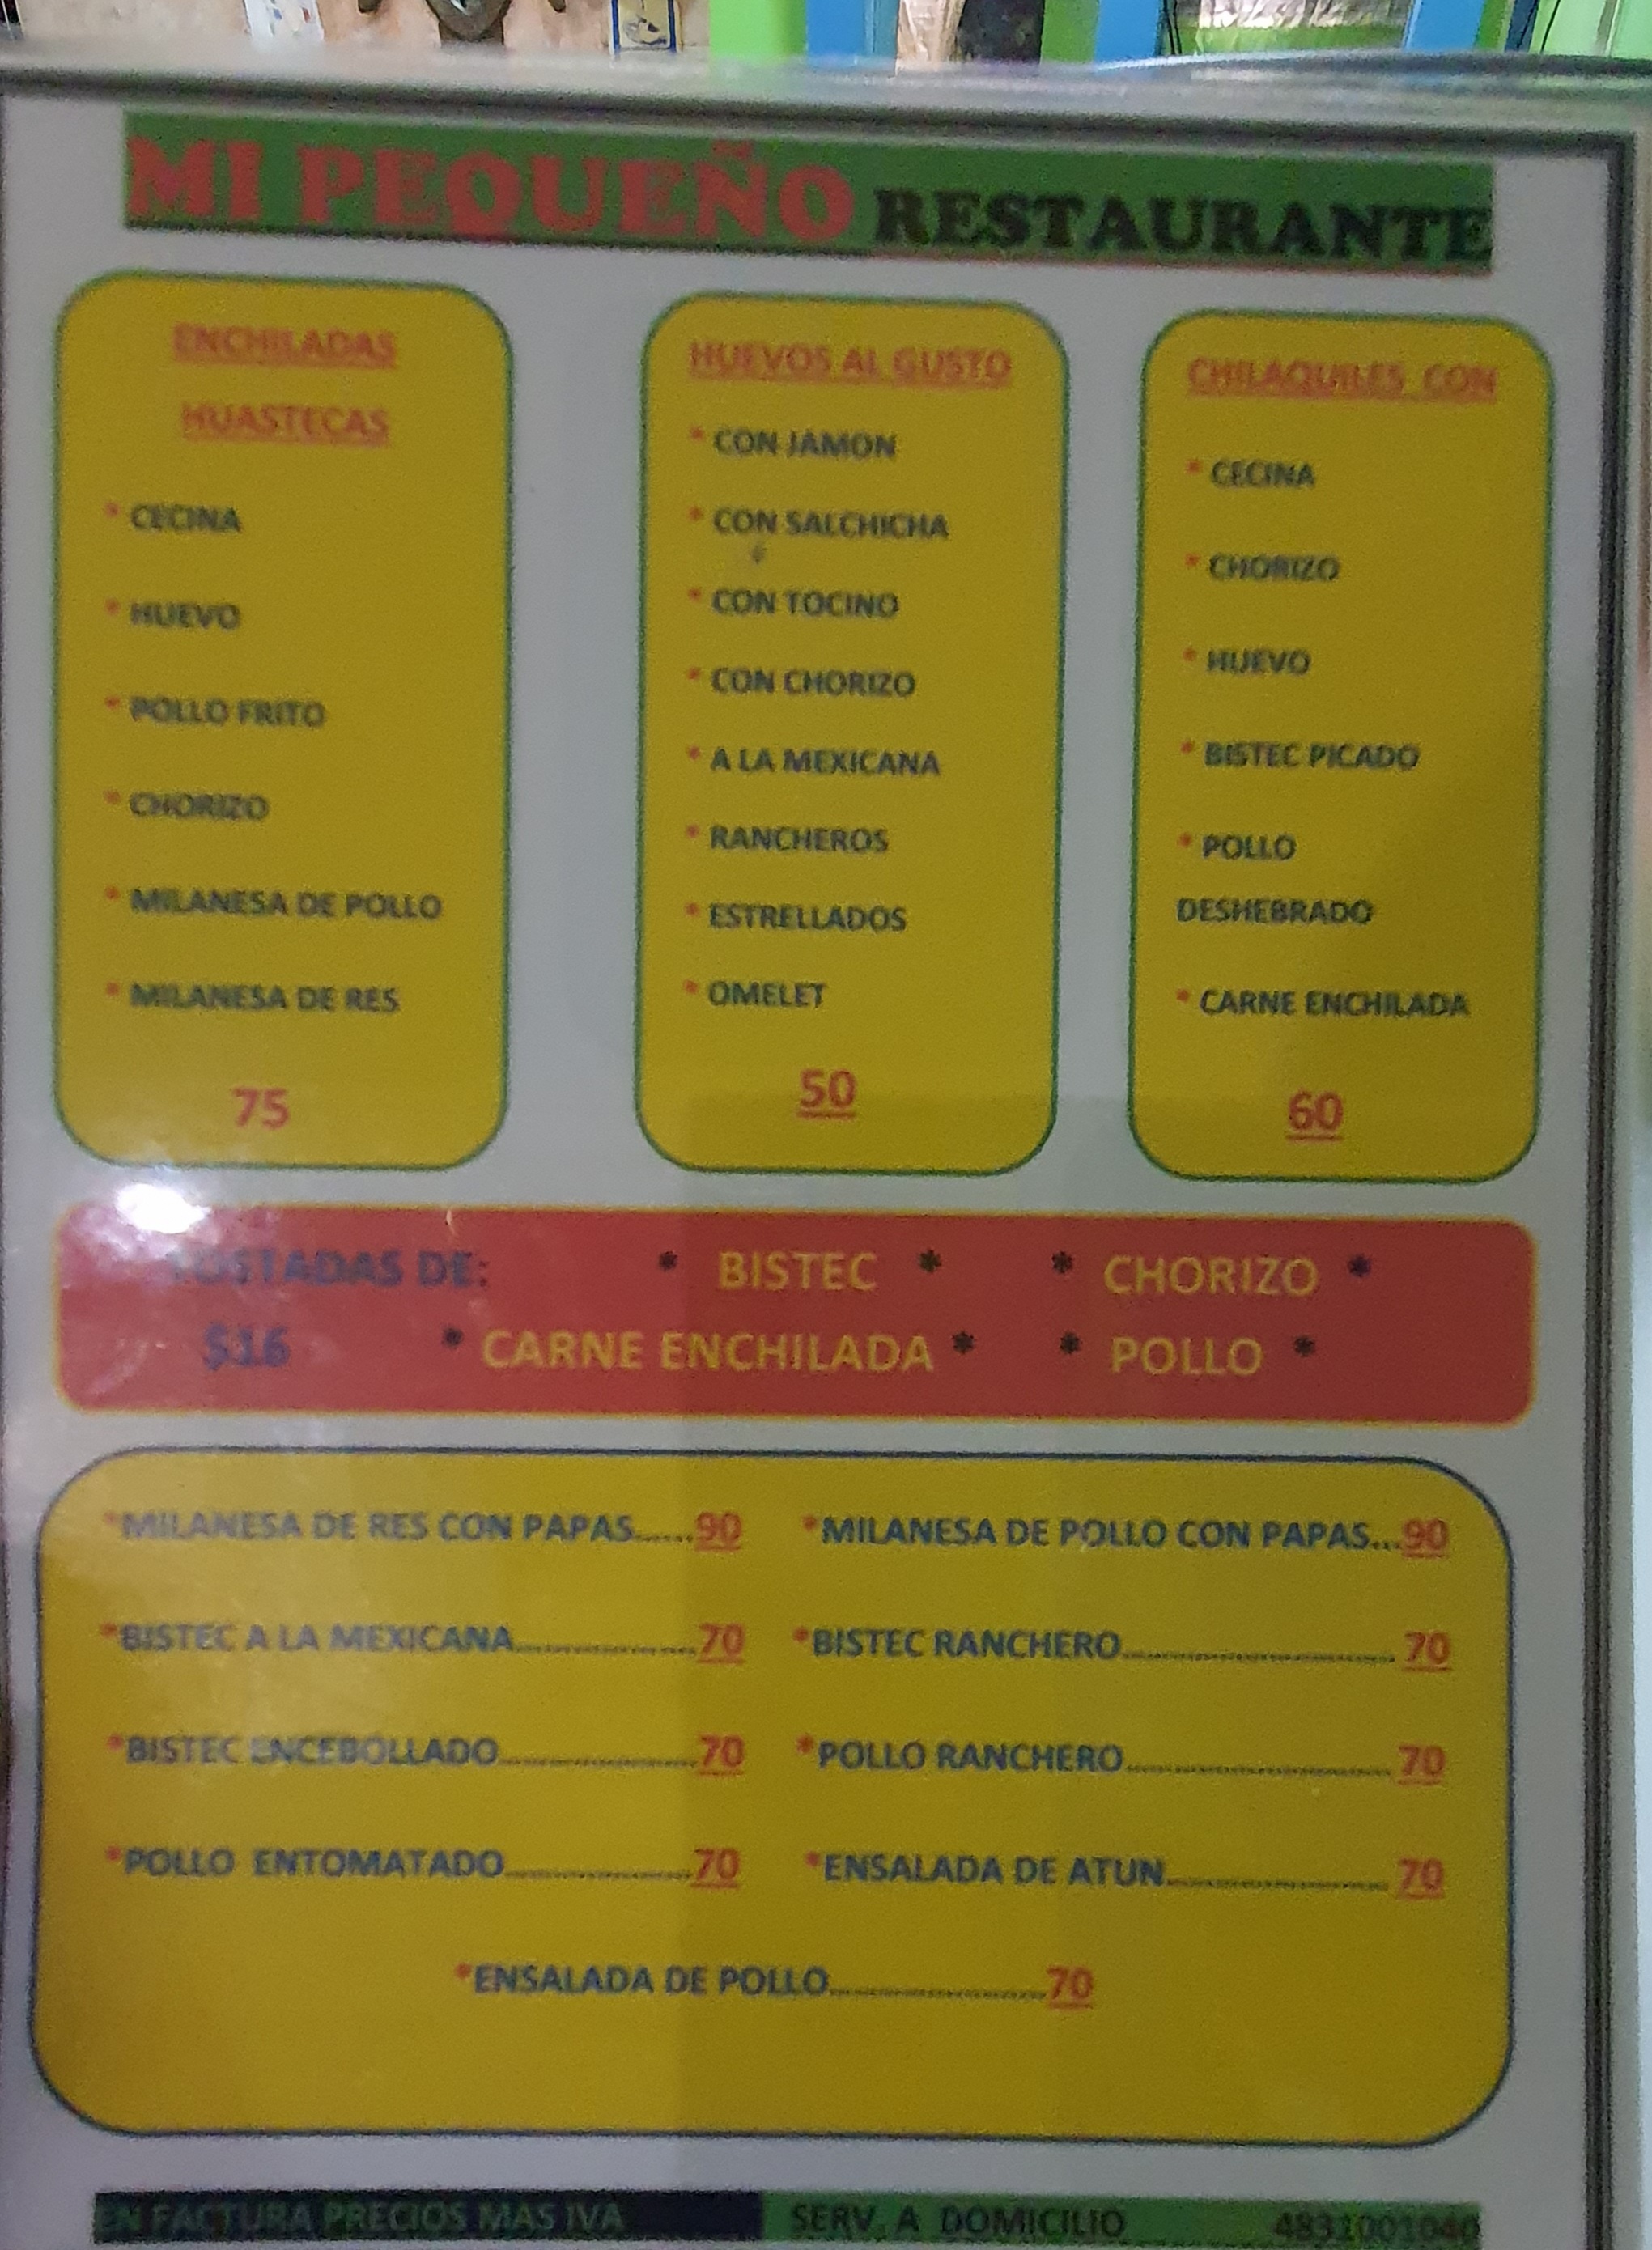 MI PEQUEÑO RESTAURANTE
ENCHILADAS
HUASTECAS
* CECINA
* HUEVO
* POLLO FRITO
* CHORIZO
* MILANESA DE POLLO
* MILANESA DE RES
75
HUEVOS AL GUSTO
* CON JAMON
* CON SALCHICHA
* CON TOCINO
* CON CHORIZO
* A LA MEXICANA
* RANCHEROS
* ESTRELLADOS
* OMELET
50
CHILAQUILES CON
* CECINA
* CHORIZO
* HUEVO
* BISTEC PICADO
* POLLO
DESHEBRADO
* CARNE ENCHILADA
60
TOSTADAS DE: * BISTEC * * CHORIZO *
$16 * CARNE ENCHILADA * * POLLO *
*MILANESA DE RES CON PAPAS......90 *MILANESA DE POLLO CON PAPAS...90
*BISTEC A LA MEXICANA....................70 *BISTEC RANCHERO.............................70
*BISTEC ENCEBOLLADO.....................70 *POLLO RANCHERO.............................70
*POLLO ENTOMATADO....................70 *ENSALADA DE ATUN........................70
*ENSALADA DE POLLO.......................70
EN FACTURA PRECIOS MAS IVA SERV. A DOMICILIO 4831001040